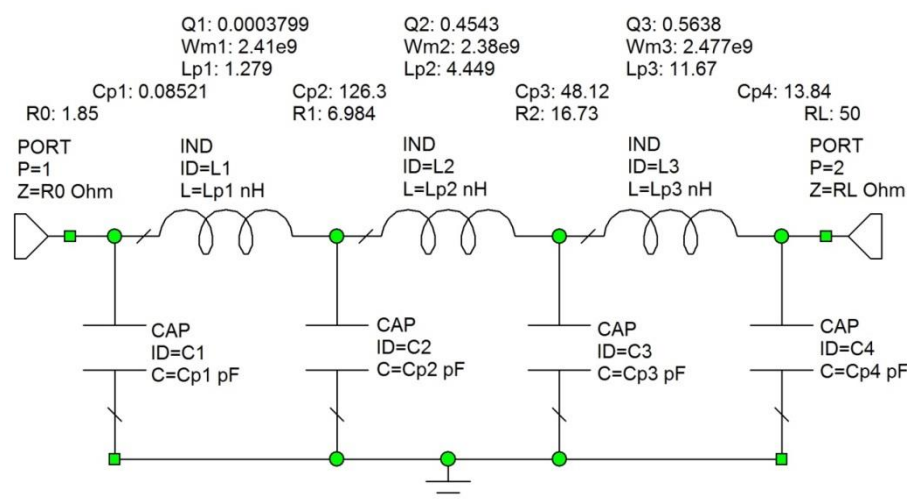 Q1: 0.0003799
Wm1: 2.41e9
Lp1: 1.279
Q2: 0.4543
Wm2: 2.38e9
Lp2: 4.449
Q3: 0.5638
Wm3: 2.477e9
Lp3: 11.67
Cp1: 0.08521
R0: 1.85
Cp2: 126.3
R1: 6.984
Cp3: 48.12
R2: 16.73
Cp4: 13.84
RL: 50
PORT
P=1
Z=R0 Ohm
IND
ID=L1
L=Lp1 nH
IND
ID=L2
L=Lp2 nH
IND
ID=L3
L=Lp3 nH
PORT
P=2
Z=RL Ohm
CAP
ID=C1
C=Cp1 pF
CAP
ID=C2
C=Cp2 pF
CAP
ID=C3
C=Cp3 pF
CAP
ID=C4
C=Cp4 pF